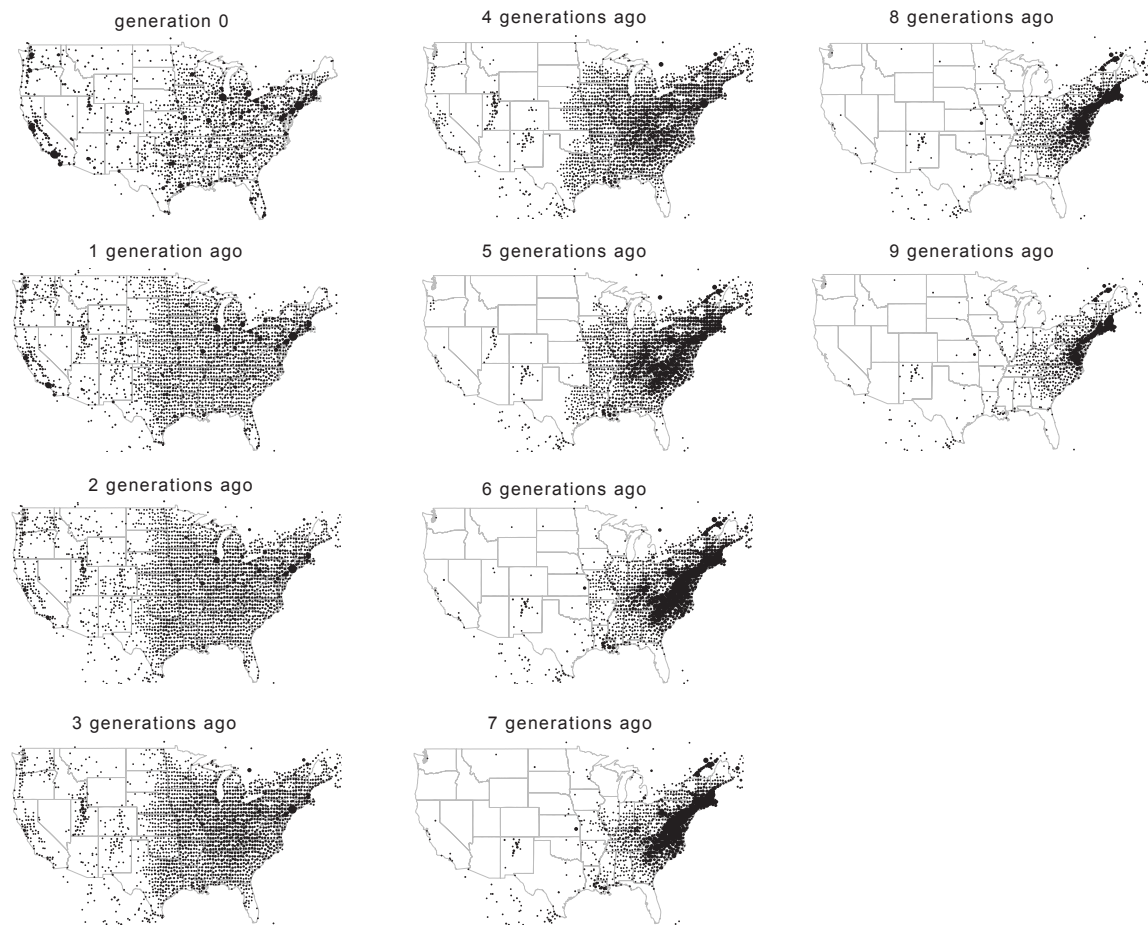 generation 0
4 generations ago
8 generations ago
1 generation ago
5 generations ago
9 generations ago
2 generations ago
6 generations ago
3 generations ago
7 generations ago